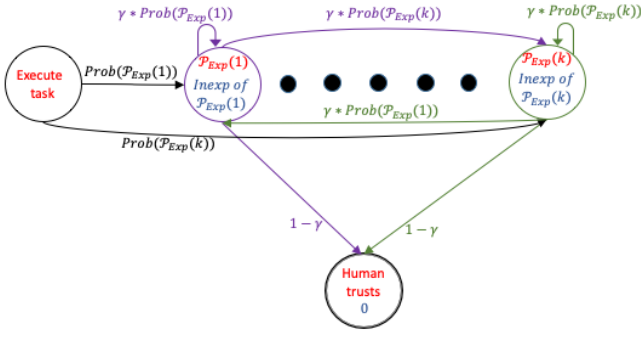 γ ∗ Prob(𝒫_Exp(1))
γ ∗ Prob(𝒫_Exp(k))
γ ∗ Prob(𝒫_Exp(k))
Execute
task
Prob(𝒫_Exp(1))
𝒫_Exp(1)
Inexp of
𝒫_Exp(1)
𝒫_Exp(k)
Inexp of
𝒫_Exp(k)
γ ∗ Prob(𝒫_Exp(1))
Prob(𝒫_Exp(k))
1 − γ
1 − γ
Human
trusts
0